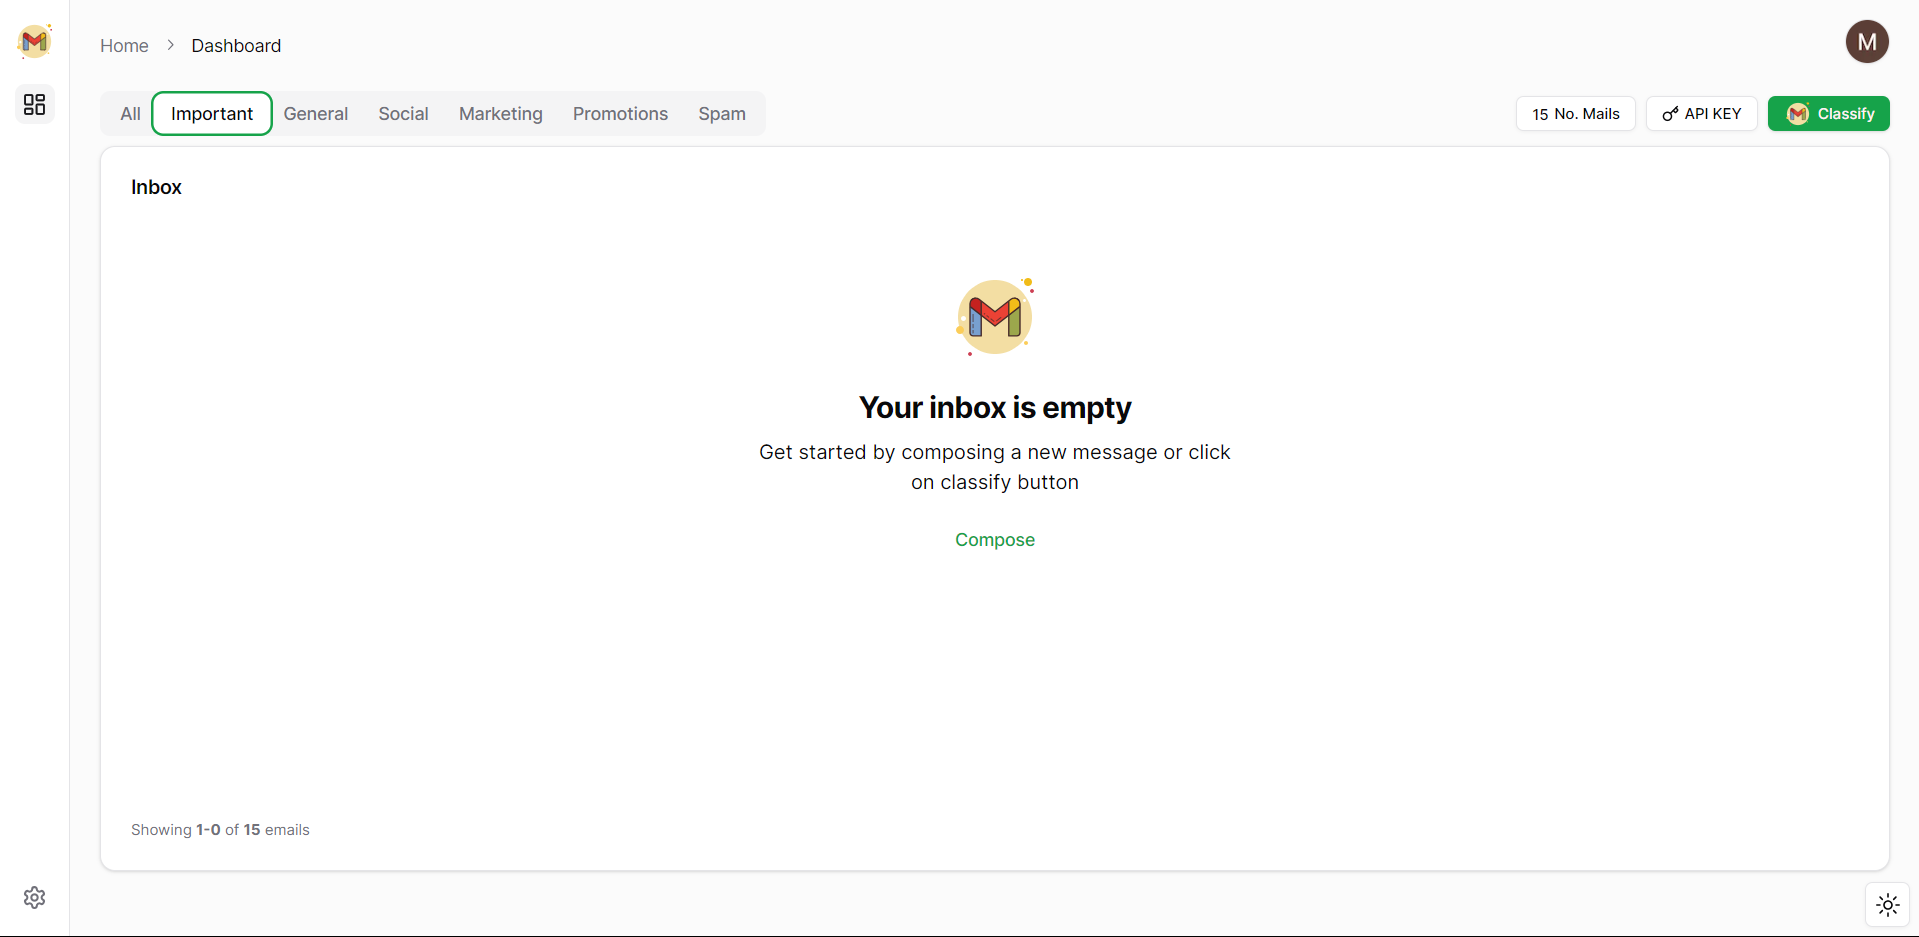 Home > Dashboard
M
All Important General Social Marketing Promotions Spam
15 No. Mails
API KEY
Classify
Inbox
Your inbox is empty
Get started by composing a new message or click
on classify button
Compose
Showing 1-0 of 15 emails